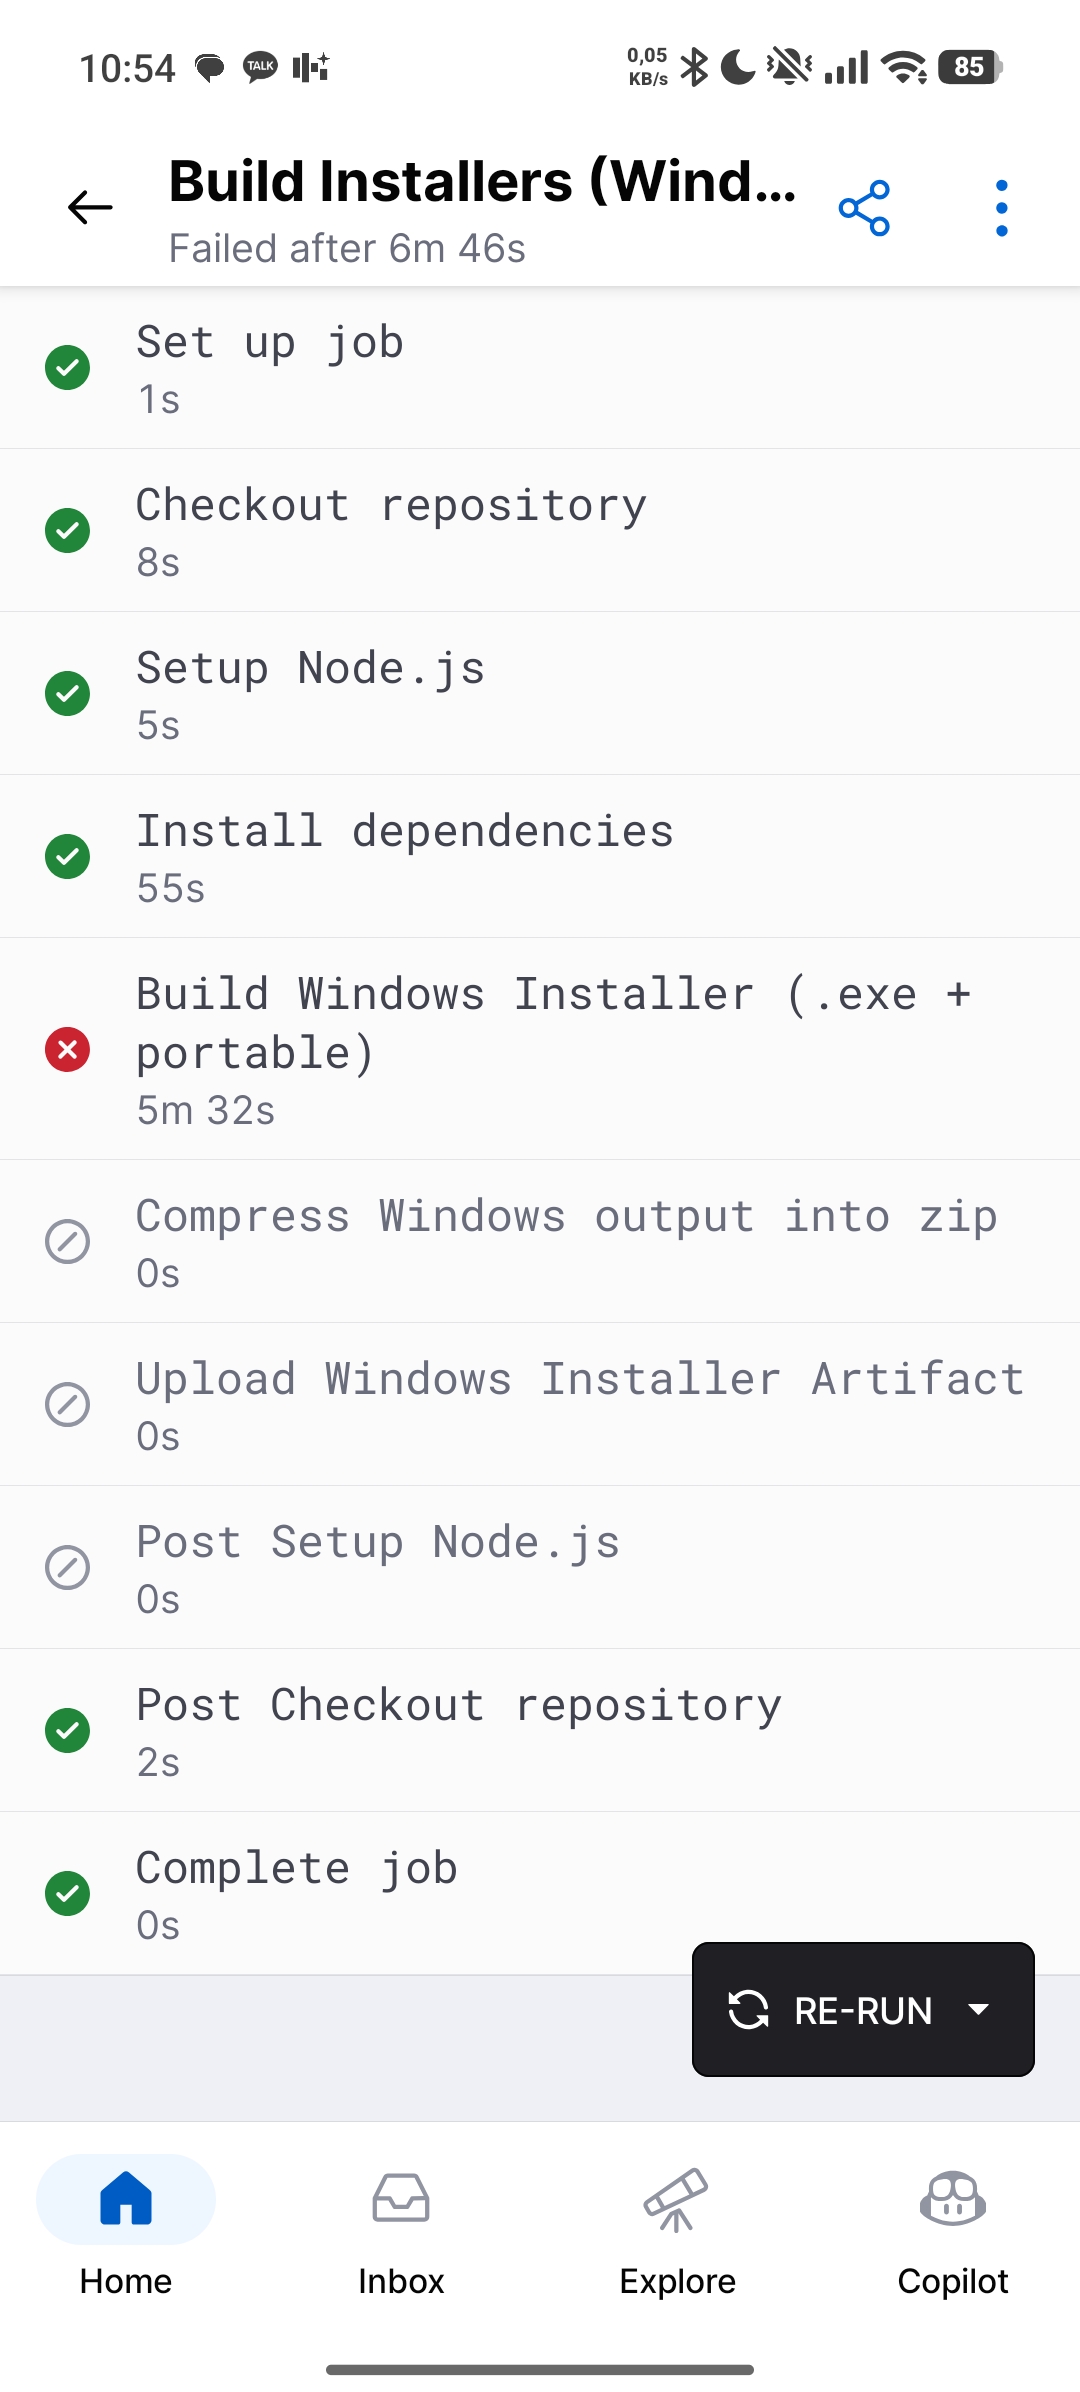 10:54
TALK
0,05
KB/s
85
Build Installers (Wind...
Failed after 6m 46s
Set up job
1s
Checkout repository
8s
Setup Node.js
5s
Install dependencies
55s
Build Windows Installer (.exe +
portable)
5m 32s
Compress Windows output into zip
0s
Upload Windows Installer Artifact
0s
Post Setup Node.js
0s
Post Checkout repository
2s
Complete job
0s
RE-RUN
Home
Inbox
Explore
Copilot